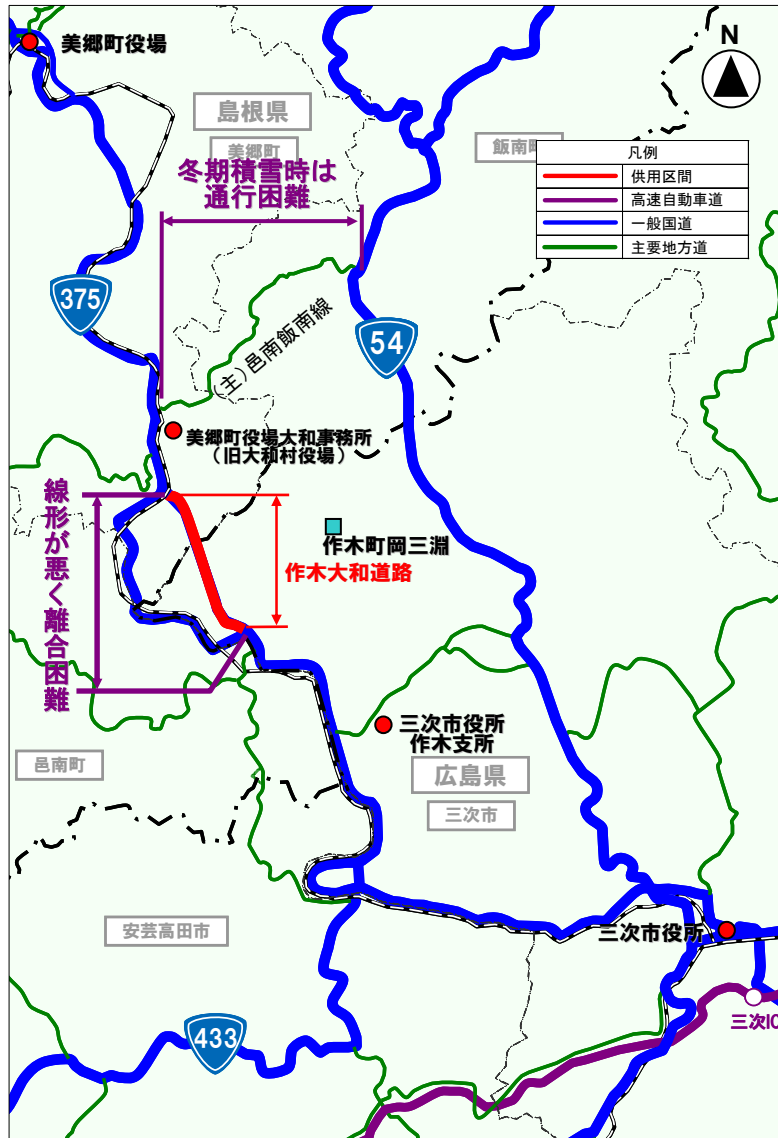 美郷町役場
N
島根県
美郷町
飯南町
冬期積雪時は
通行困難
凡例
供用区間
高速自動車道
一般国道
主要地方道
375
54
(主)邑南飯南線
美郷町役場大和事務所
(旧大和村役場)
線形が悪く離合困難
作木町岡三淵
作木大和道路
三次市役所
作木支所
邑南町
広島県
三次市
安芸高田市
三次市役所
三次IC
433